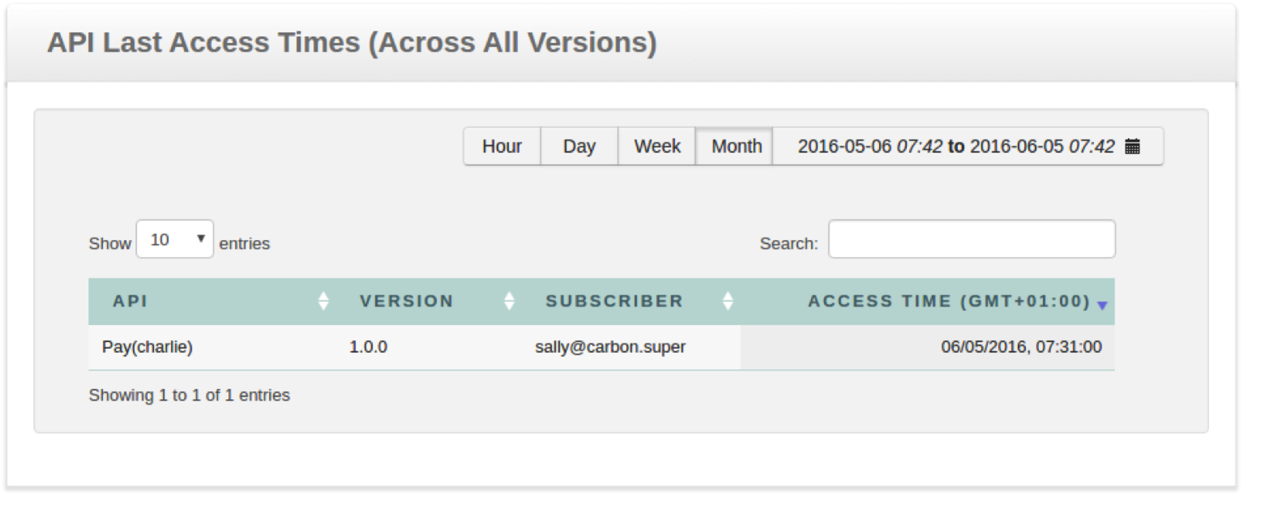 API Last Access Times (Across All Versions)
Hour Day Week Month 2016-05-06 07:42 to 2016-06-05 07:42
Show 10 entries Search:
API VERSION SUBSCRIBER ACCESS TIME (GMT+01:00)
Pay(charlie) 1.0.0 sally@carbon.super 06/05/2016, 07:31:00
Showing 1 to 1 of 1 entries